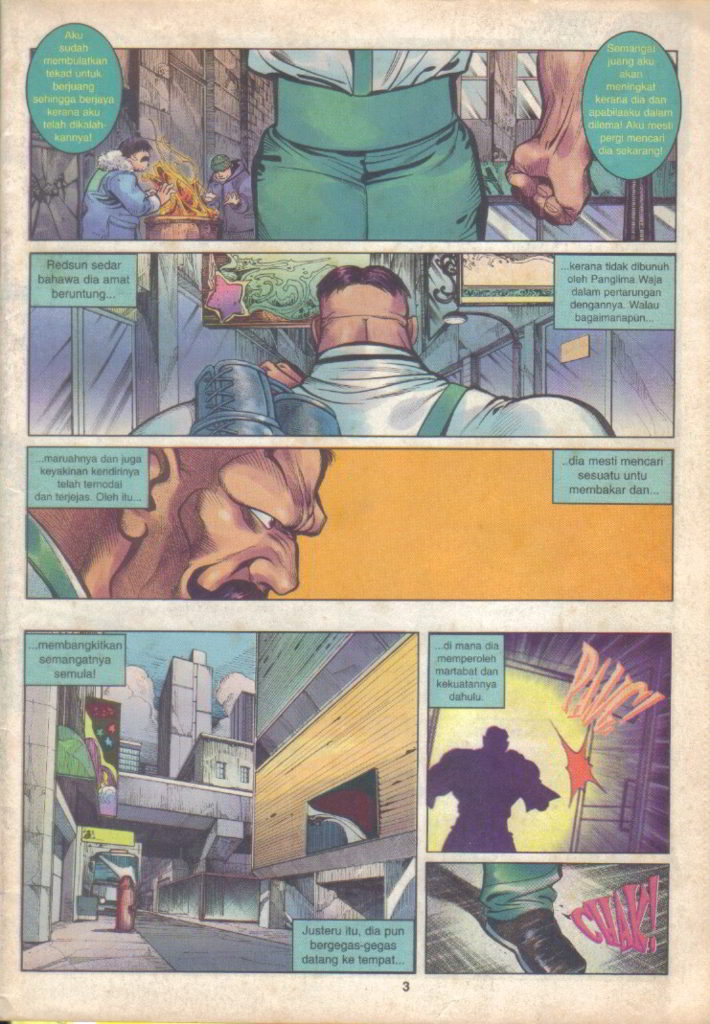 Aku
sudah
membulatkan
tekad untuk
berjuang
sehingga berjaya
kerana aku
telah dikalah-
kannya!
Semangat
juang aku
akan
meningkat
kerana dia dan
apabilaaku dalam
dilema! Aku mesti
pergi mencari
dia sekarang!
Redsun sedar
bahawa dia amat
beruntung...
...kerana tidak dibunuh
oleh Panglima Waja
dalam pertarungan
dengannya. Walau
bagaimanapun...
...maruahnya dan juga
keyakinan kendirinya
telah ternodai
dan terjejas. Oleh itu...
..dia mesti mencari
sesuatu untu
membakar dan...
...membangkitkan
semangatnya
semula!
Justeru itu, dia pun
bergegas-gegas
datang ke tempat...
...di mana dia
memperoleh
martabat dan
kekuatannya
dahulu.
PANG!
CHAK!
3